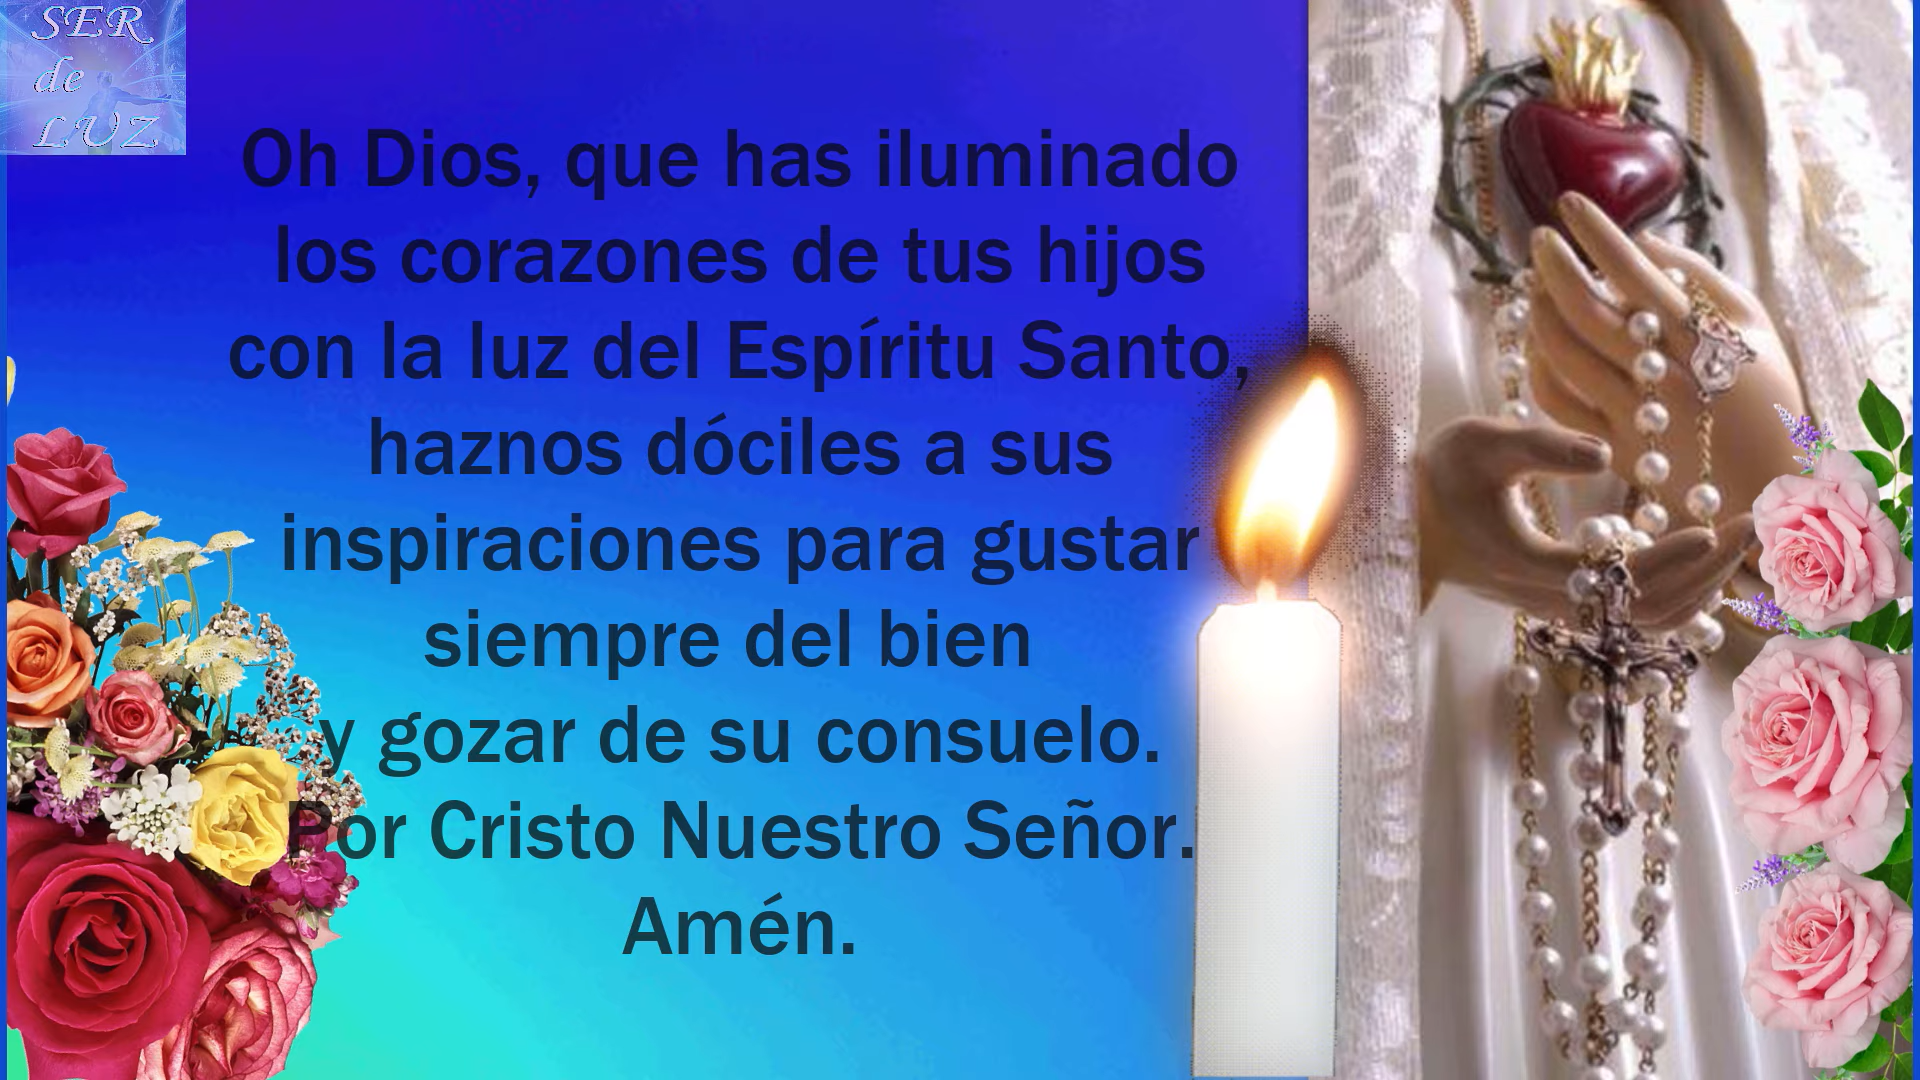 SER
de
LUZ
Oh Dios, que has iluminado
los corazones de tus hijos
con la luz del Espíritu Santo,
haznos dóciles a sus
inspiraciones para gustar
siempre del bien
y gozar de su consuelo.
Por Cristo Nuestro Señor.
Amén.